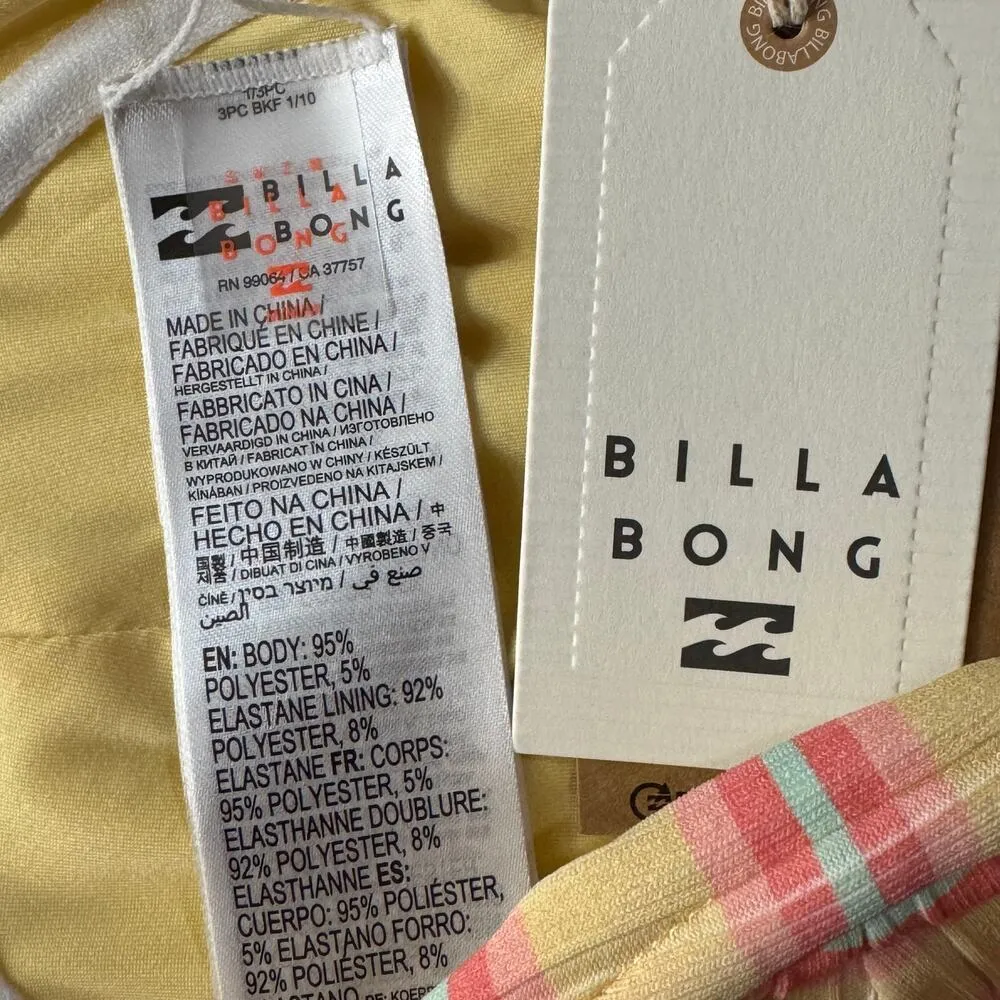 1/3PC
3PC BKF 1/10
SWIM
BILLA
BONG
BILLA
BONG
RN 99064 / CA 37757
MADE IN CHINA /
FABRIQUÉ EN CHINE /
FABRICADO EN CHINA /
HERGESTELLT IN CHINA /
FABBRICATO IN CINA /
FABRICADO NA CHINA /
VERVAARDIGD IN CHINA / ИЗГОТОВЛЕНО
В КИТАЙ / FABRICAT ÎN CHINA /
WYPRODUKOWANO W CHINY / KÉSZÜLT
KÍNÁBAN / PROIZVEDENO NA KITAJSKEM /
FEITO NA CHINA /
HECHO EN CHINA / 中
国製 / 中国制造 / 中國製造 / 중국
제품 / DIBUAT DI CINA / VYROBENO V
ČÍNĚ / מיוצר בסין / صنع في
الصين
EN: BODY: 95%
POLYESTER, 5%
ELASTANE LINING: 92%
POLYESTER, 8%
ELASTANE FR: CORPS:
95% POLYESTER, 5%
ELASTHANNE DOUBLURE:
92% POLYESTER, 8%
ELASTHANNE ES:
CUERPO: 95% POLIÉSTER,
5% ELASTANO FORRO:
92% POLIÉSTER, 8%
BILLABONG
BILLA
BONG